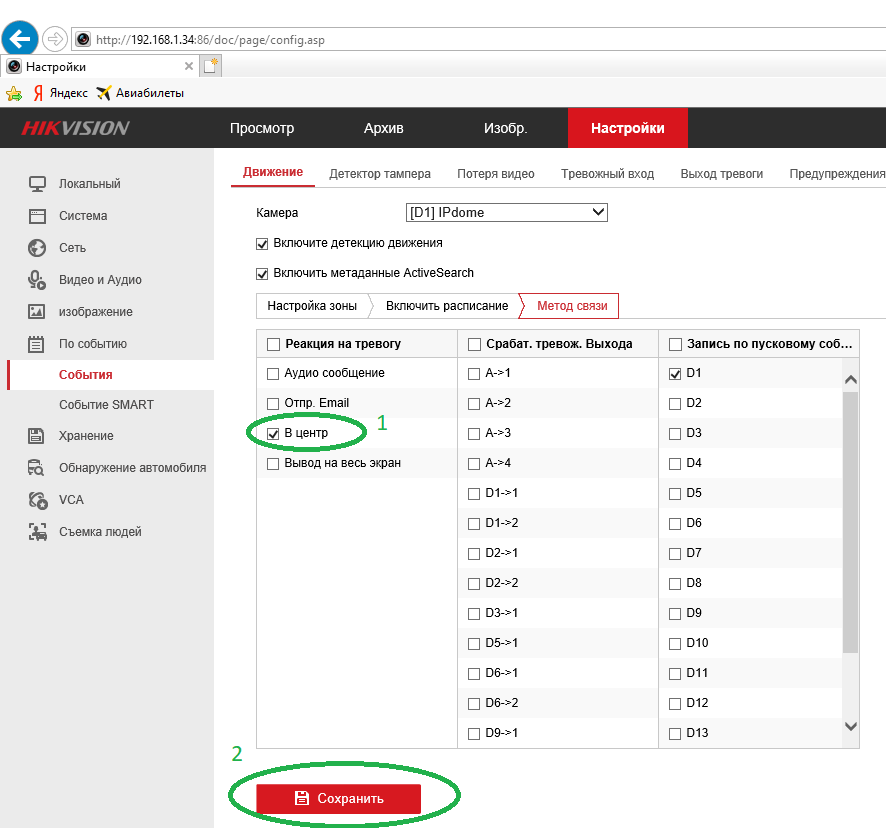 http://192.168.1.34:86/doc/page/config.asp
Настройки
Яндекс Авиабилеты
HIKVISION Просмотр Архив Изобр. Настройки
Движение Детектор тампера Потеря видео Тревожный вход Выход тревоги Предупреждения
Локальный
Система
Сеть
Видео и Аудио
изображение
По событию
События
Событие SMART
Хранение
Обнаружение автомобиля
VCA
Съемка людей
Камера [D1] IPdome
Включите детекцию движения
Включить метаданные ActiveSearch
Настройка зоны Включить расписание Метод связи
Реакция на тревогу Срабат. тревож. Выхода Запись по пусковому соб...
Аудио сообщение A->1 D1
Отпр. Email A->2 D2
В центр 1 A->3 D3
Вывод на весь экран A->4 D4
D1->1 D5
D1->2 D6
D2->1 D7
D2->2 D8
D3->1 D9
D5->1 D10
D6->1 D11
D6->2 D12
D9->1 D13
2
Сохранить